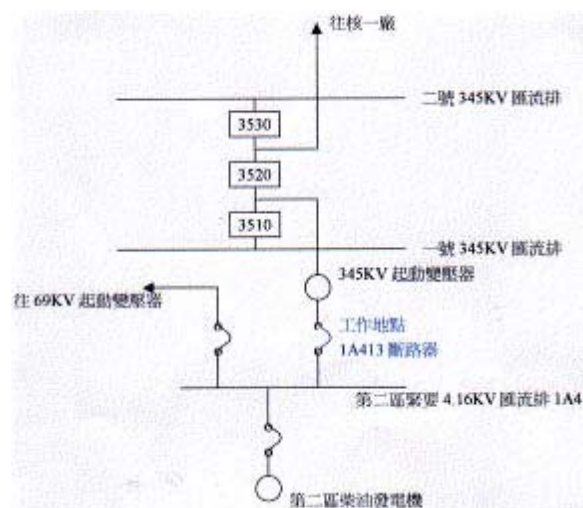 往核一廠
二號 345KV 匯流排
3530
3520
3510
一號 345KV 匯流排
345KV 起動變壓器
往 69KV 起動變壓器
工作地點
1A413 斷路器
第二區緊要 4.16KV 匯流排 1A4
第二區柴油發電機